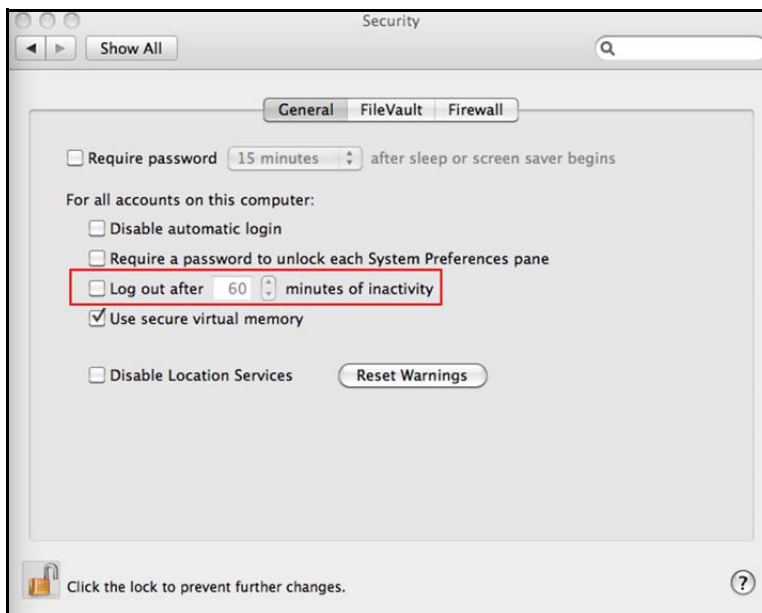 Security
Show All
General FileVault Firewall
Require password 15 minutes after sleep or screen saver begins
For all accounts on this computer:
Disable automatic login
Require a password to unlock each System Preferences pane
Log out after 60 minutes of inactivity
Use secure virtual memory
Disable Location Services Reset Warnings
Click the lock to prevent further changes. ?